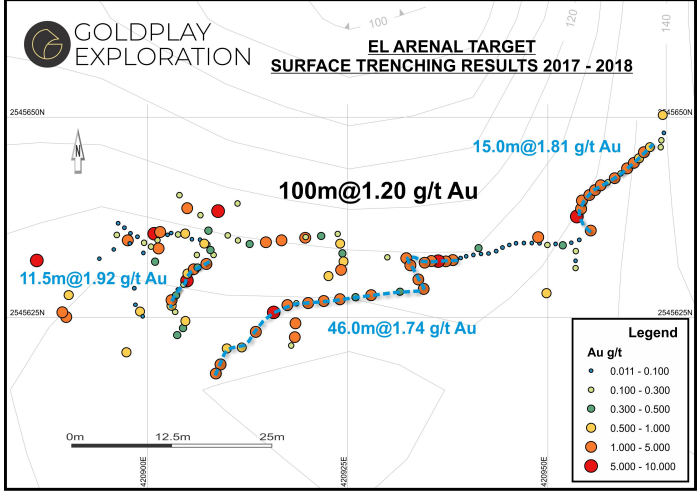 GOLDPLAY
EXPLORATION
EL ARENAL TARGET
SURFACE TRENCHING RESULTS 2017 - 2018
100
120
140
2545650N
2545650N
N
15.0m@1.81 g/t Au
100m@1.20 g/t Au
11.5m@1.92 g/t Au
46.0m@1.74 g/t Au
2545625N
2545625N
Legend
Au g/t
0.011 - 0.100
0.100 - 0.300
0.300 - 0.500
0.500 - 1.000
1.000 - 5.000
5.000 - 10.000
0m 12.5m 25m
420900E
420925E
420950E